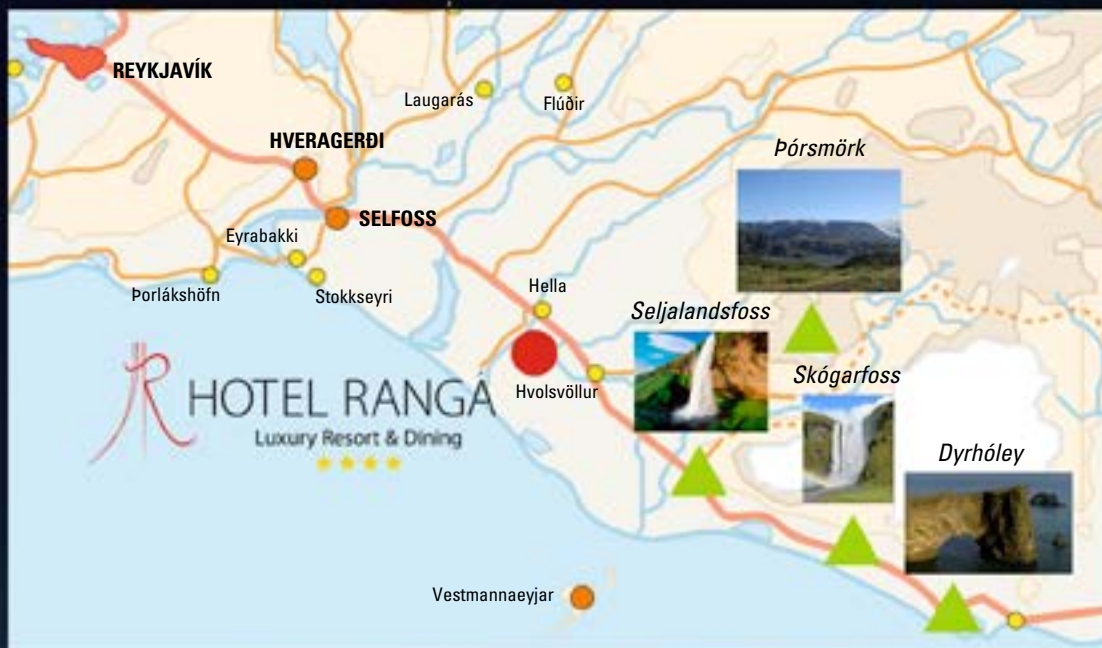 REYKJAVÍK
Laugarás
Flúðir
HVERAGERÐI
Þórsmörk
SELFOSS
Eyrabakki
Þorlákshöfn
Stokkseyri
Hella
Seljalandsfoss
Skógarfoss
Hvolsvöllur
HOTEL RANGA
Luxury Resort & Dining
Dyrhóley
Vestmannaeyjar